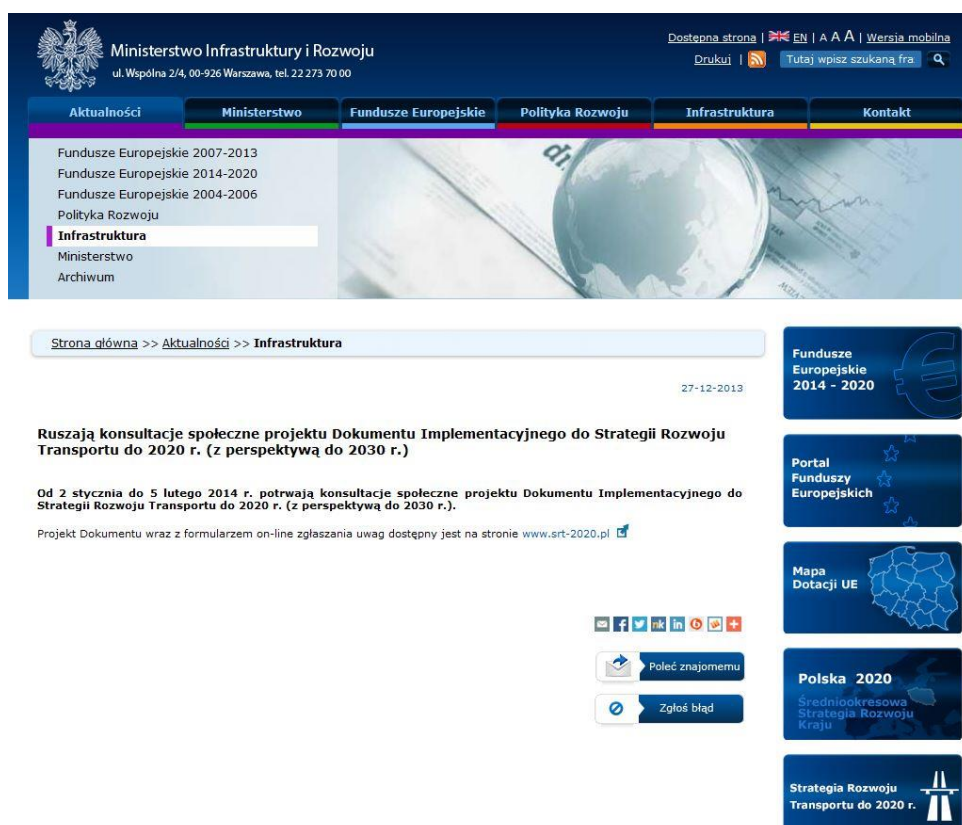 Ministerstwo Infrastruktury i Rozwoju
ul. Wspólna 2/4, 00-926 Warszawa, tel. 22 273 70 00
Dostępna strona | EN | A A A | Wersja mobilna
Drukuj | Tutaj wpisz szukaną fra
Aktualności Ministerstwo Fundusze Europejskie Polityka Rozwoju Infrastruktura Kontakt
Fundusze Europejskie 2007-2013
Fundusze Europejskie 2014-2020
Fundusze Europejskie 2004-2006
Polityka Rozwoju
Infrastruktura
Ministerstwo
Archiwum
Strona główna >> Aktualności >> Infrastruktura
27-12-2013
Ruszają konsultacje społeczne projektu Dokumentu Implementacyjnego do Strategii Rozwoju
Transportu do 2020 r. (z perspektywą do 2030 r.)
Od 2 stycznia do 5 lutego 2014 r. potrwają konsultacje społeczne projektu Dokumentu Implementacyjnego do
Strategii Rozwoju Transportu do 2020 r. (z perspektywą do 2030 r.).
Projekt Dokumentu wraz z formularzem on-line zgłaszania uwag dostępny jest na stronie www.srt-2020.pl
Poleć znajomemu
Zgłoś błąd
Fundusze
Europejskie
2014 - 2020
Portal
Funduszy
Europejskich
Mapa
Dotacji UE
Polska 2020
Średniookresowa
Strategia Rozwoju
Kraju
Strategia Rozwoju
Transportu do 2020 r.